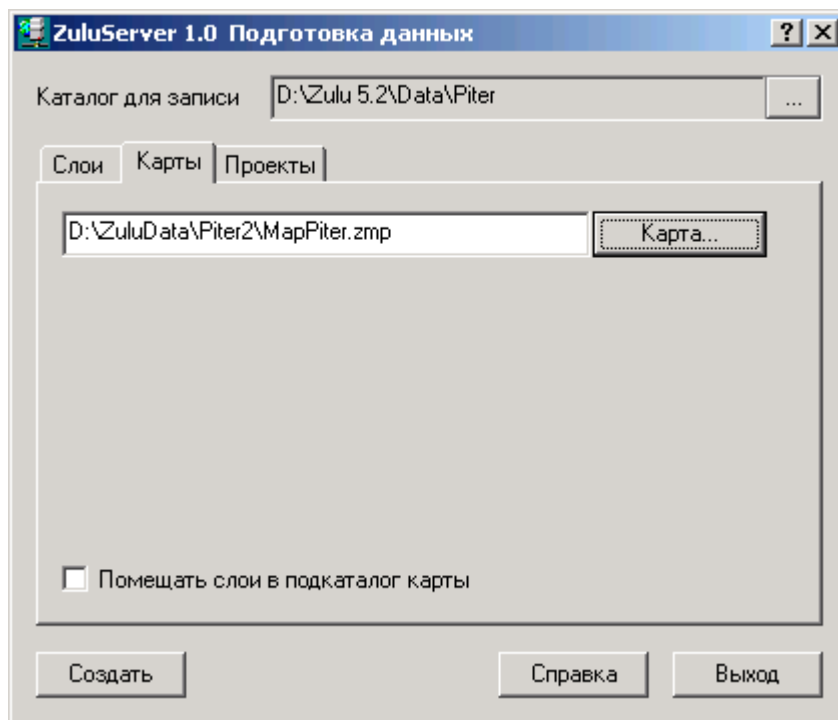 ZuluServer 1.0 Подготовка данных
Каталог для записи D:\Zulu 5.2\Data\Piter ...
Слои Карты Проекты
D:\ZuluData\Piter2\MapPiter.zmp Карта...
Помещать слои в подкаталог карты
Создать Справка Выход